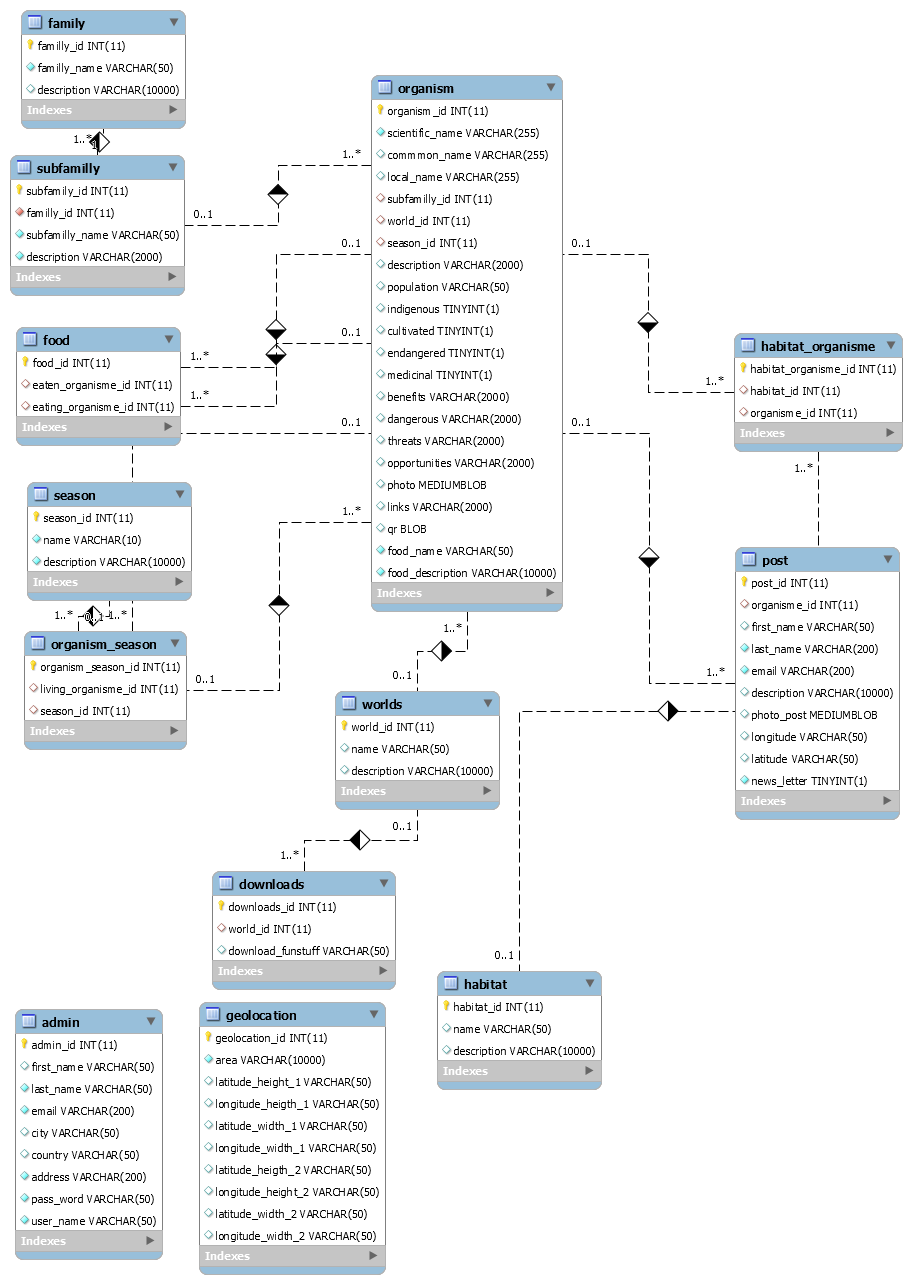 family
familly_id INT(11)
familly_name VARCHAR(50)
description VARCHAR(10000)
Indexes
1..*
subfamilly
subfamilly_id INT(11)
familly_id INT(11)
subfamilly_name VARCHAR(50)
description VARCHAR(2000)
Indexes
0..1
1..*
organism
organism_id INT(11)
scientific_name VARCHAR(255)
commmon_name VARCHAR(255)
local_name VARCHAR(255)
subfamilly_id INT(11)
world_id INT(11)
season_id INT(11)
description VARCHAR(2000)
population VARCHAR(50)
indigenous TINYINT(1)
cultivated TINYINT(1)
endangered TINYINT(1)
medicinal TINYINT(1)
benefits VARCHAR(2000)
dangerous VARCHAR(2000)
threats VARCHAR(2000)
opportunities VARCHAR(2000)
photo MEDIUMBLOB
links VARCHAR(2000)
qr BLOB
food_name VARCHAR(50)
food_description VARCHAR(10000)
Indexes
0..1
0..1
0..1
1..*
0..1
0..1
food
food_id INT(11)
eaten_organisme_id INT(11)
eating_organisme_id INT(11)
Indexes
1..*
1..*
habitat_organisme
habitat_organisme_id INT(11)
habitat_id INT(11)
organisme_id INT(11)
Indexes
1..*
1..*
season
season_id INT(11)
name VARCHAR(10)
description VARCHAR(10000)
Indexes
1..*
0..1
1..*
organism_season
organism_season_id INT(11)
living_organisme_id INT(11)
season_id INT(11)
Indexes
0..1
post
post_id INT(11)
organisme_id INT(11)
first_name VARCHAR(50)
last_name VARCHAR(200)
email VARCHAR(200)
description VARCHAR(10000)
photo_post MEDIUMBLOB
longitude VARCHAR(50)
latitude VARCHAR(50)
news_letter TINYINT(1)
Indexes
1..*
1..*
0..1
worlds
world_id INT(11)
name VARCHAR(50)
description VARCHAR(10000)
Indexes
0..1
1..*
downloads
downloads_id INT(11)
world_id INT(11)
download_funstuff VARCHAR(50)
Indexes
0..1
habitat
habitat_id INT(11)
name VARCHAR(50)
description VARCHAR(10000)
Indexes
admin
admin_id INT(11)
first_name VARCHAR(50)
last_name VARCHAR(50)
email VARCHAR(200)
city VARCHAR(50)
country VARCHAR(50)
address VARCHAR(200)
pass_word VARCHAR(50)
user_name VARCHAR(50)
Indexes
geolocation
geolocation_id INT(11)
area VARCHAR(10000)
latitude_height_1 VARCHAR(50)
longitude_heigth_1 VARCHAR(50)
latitude_width_1 VARCHAR(50)
longitude_width_1 VARCHAR(50)
latitude_heigth_2 VARCHAR(50)
longitude_height_2 VARCHAR(50)
latitude_width_2 VARCHAR(50)
longitude_width_2 VARCHAR(50)
Indexes